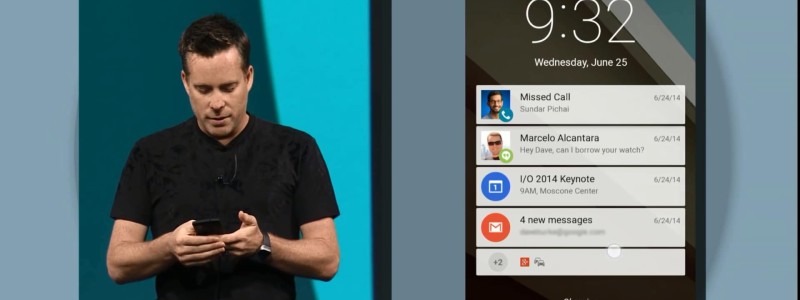 9:32
Wednesday, June 25
Missed Call 6/24/14
Sundar Pichai
Marcelo Alcantara 6/24/14
Hey Dave, can I borrow your watch?
1
I/O 2014 Keynote 6/24/14
9AM, Moscone Center
4 new messages 6/24/14
+2